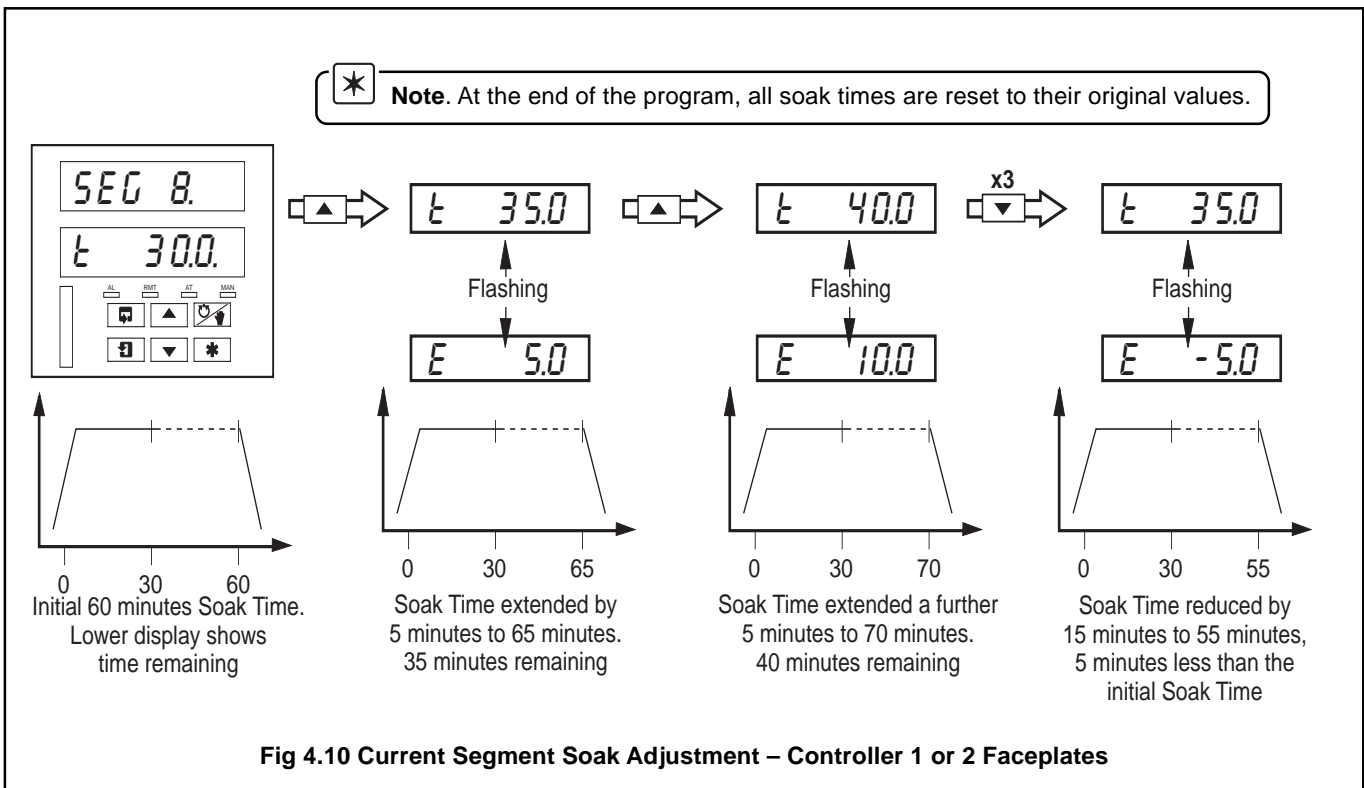 Note. At the end of the program, all soak times are reset to their original values.
SEG 8.
t 30.0.
AL RMT AT MAN
t 35.0
Flashing
E 5.0
t 40.0
Flashing
E 10.0
x3
t 35.0
Flashing
E -5.0
0 30 60
Initial 60 minutes Soak Time.
Lower display shows
time remaining
0 30 65
Soak Time extended by
5 minutes to 65 minutes.
35 minutes remaining
0 30 70
Soak Time extended a further
5 minutes to 70 minutes.
40 minutes remaining
0 30 55
Soak Time reduced by
15 minutes to 55 minutes,
5 minutes less than the
initial Soak Time
Fig 4.10 Current Segment Soak Adjustment – Controller 1 or 2 Faceplates